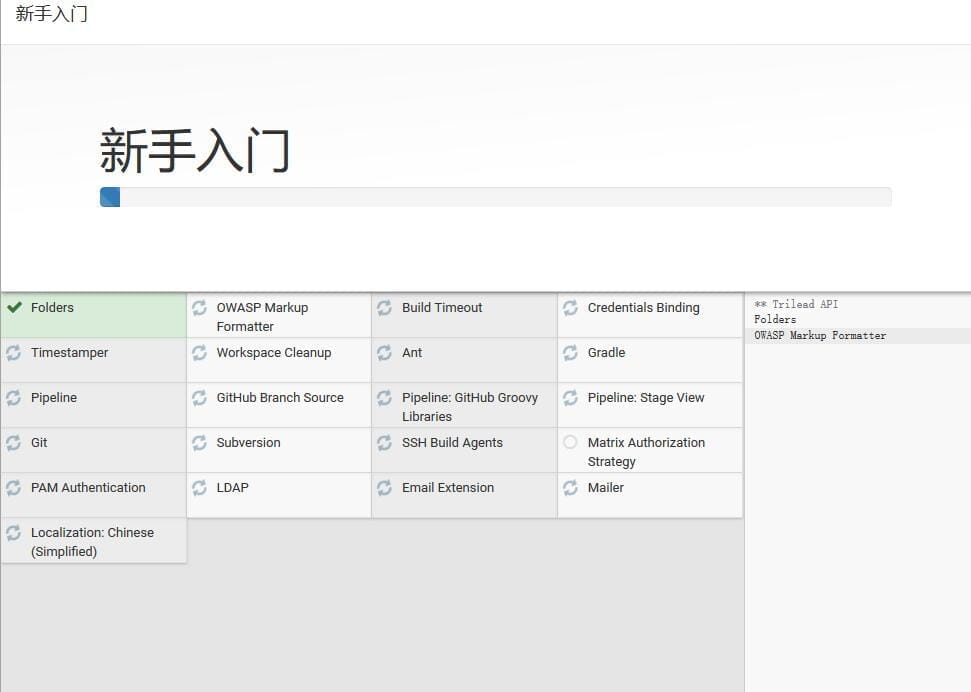 新手入门
新手入门
Folders
OWASP Markup
Formatter
Build Timeout
Credentials Binding
Timestamper
Workspace Cleanup
Ant
Gradle
Pipeline
GitHub Branch Source
Pipeline: GitHub Groovy
Libraries
Pipeline: Stage View
Git
Subversion
SSH Build Agents
Matrix Authorization
Strategy
PAM Authentication
LDAP
Email Extension
Mailer
Localization: Chinese
(Simplified)
** Trilead API
Folders
OWASP Markup Formatter